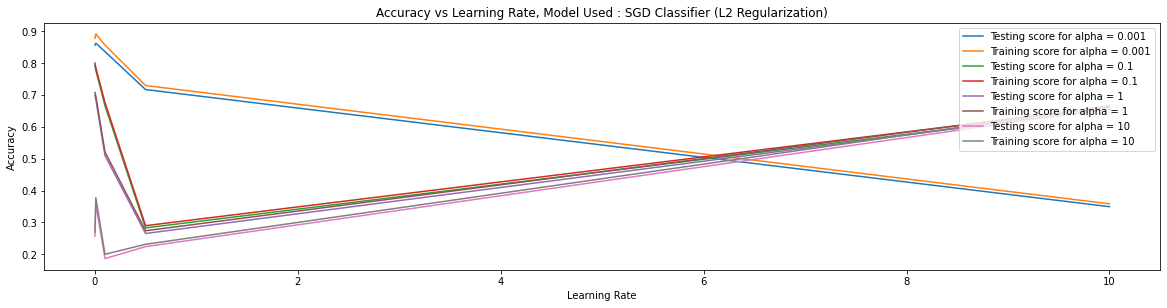 Accuracy vs Learning Rate, Model Used : SGD Classifier (L2 Regularization)
Accuracy
0.9
0.8
0.7
0.6
0.5
0.4
0.3
0.2
Testing score for alpha = 0.001
Training score for alpha = 0.001
Testing score for alpha = 0.1
Training score for alpha = 0.1
Testing score for alpha = 1
Training score for alpha = 1
Testing score for alpha = 10
Training score for alpha = 10
0 2 4 6 8 10
Learning Rate